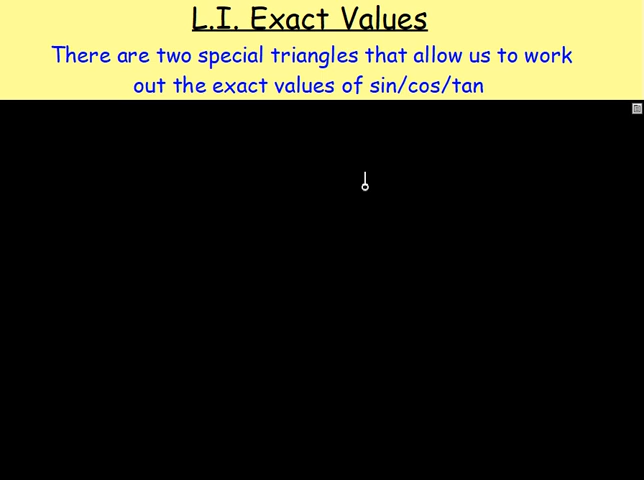 L.I. Exact Values
There are two special triangles that allow us to work
out the exact values of sin/cos/tan